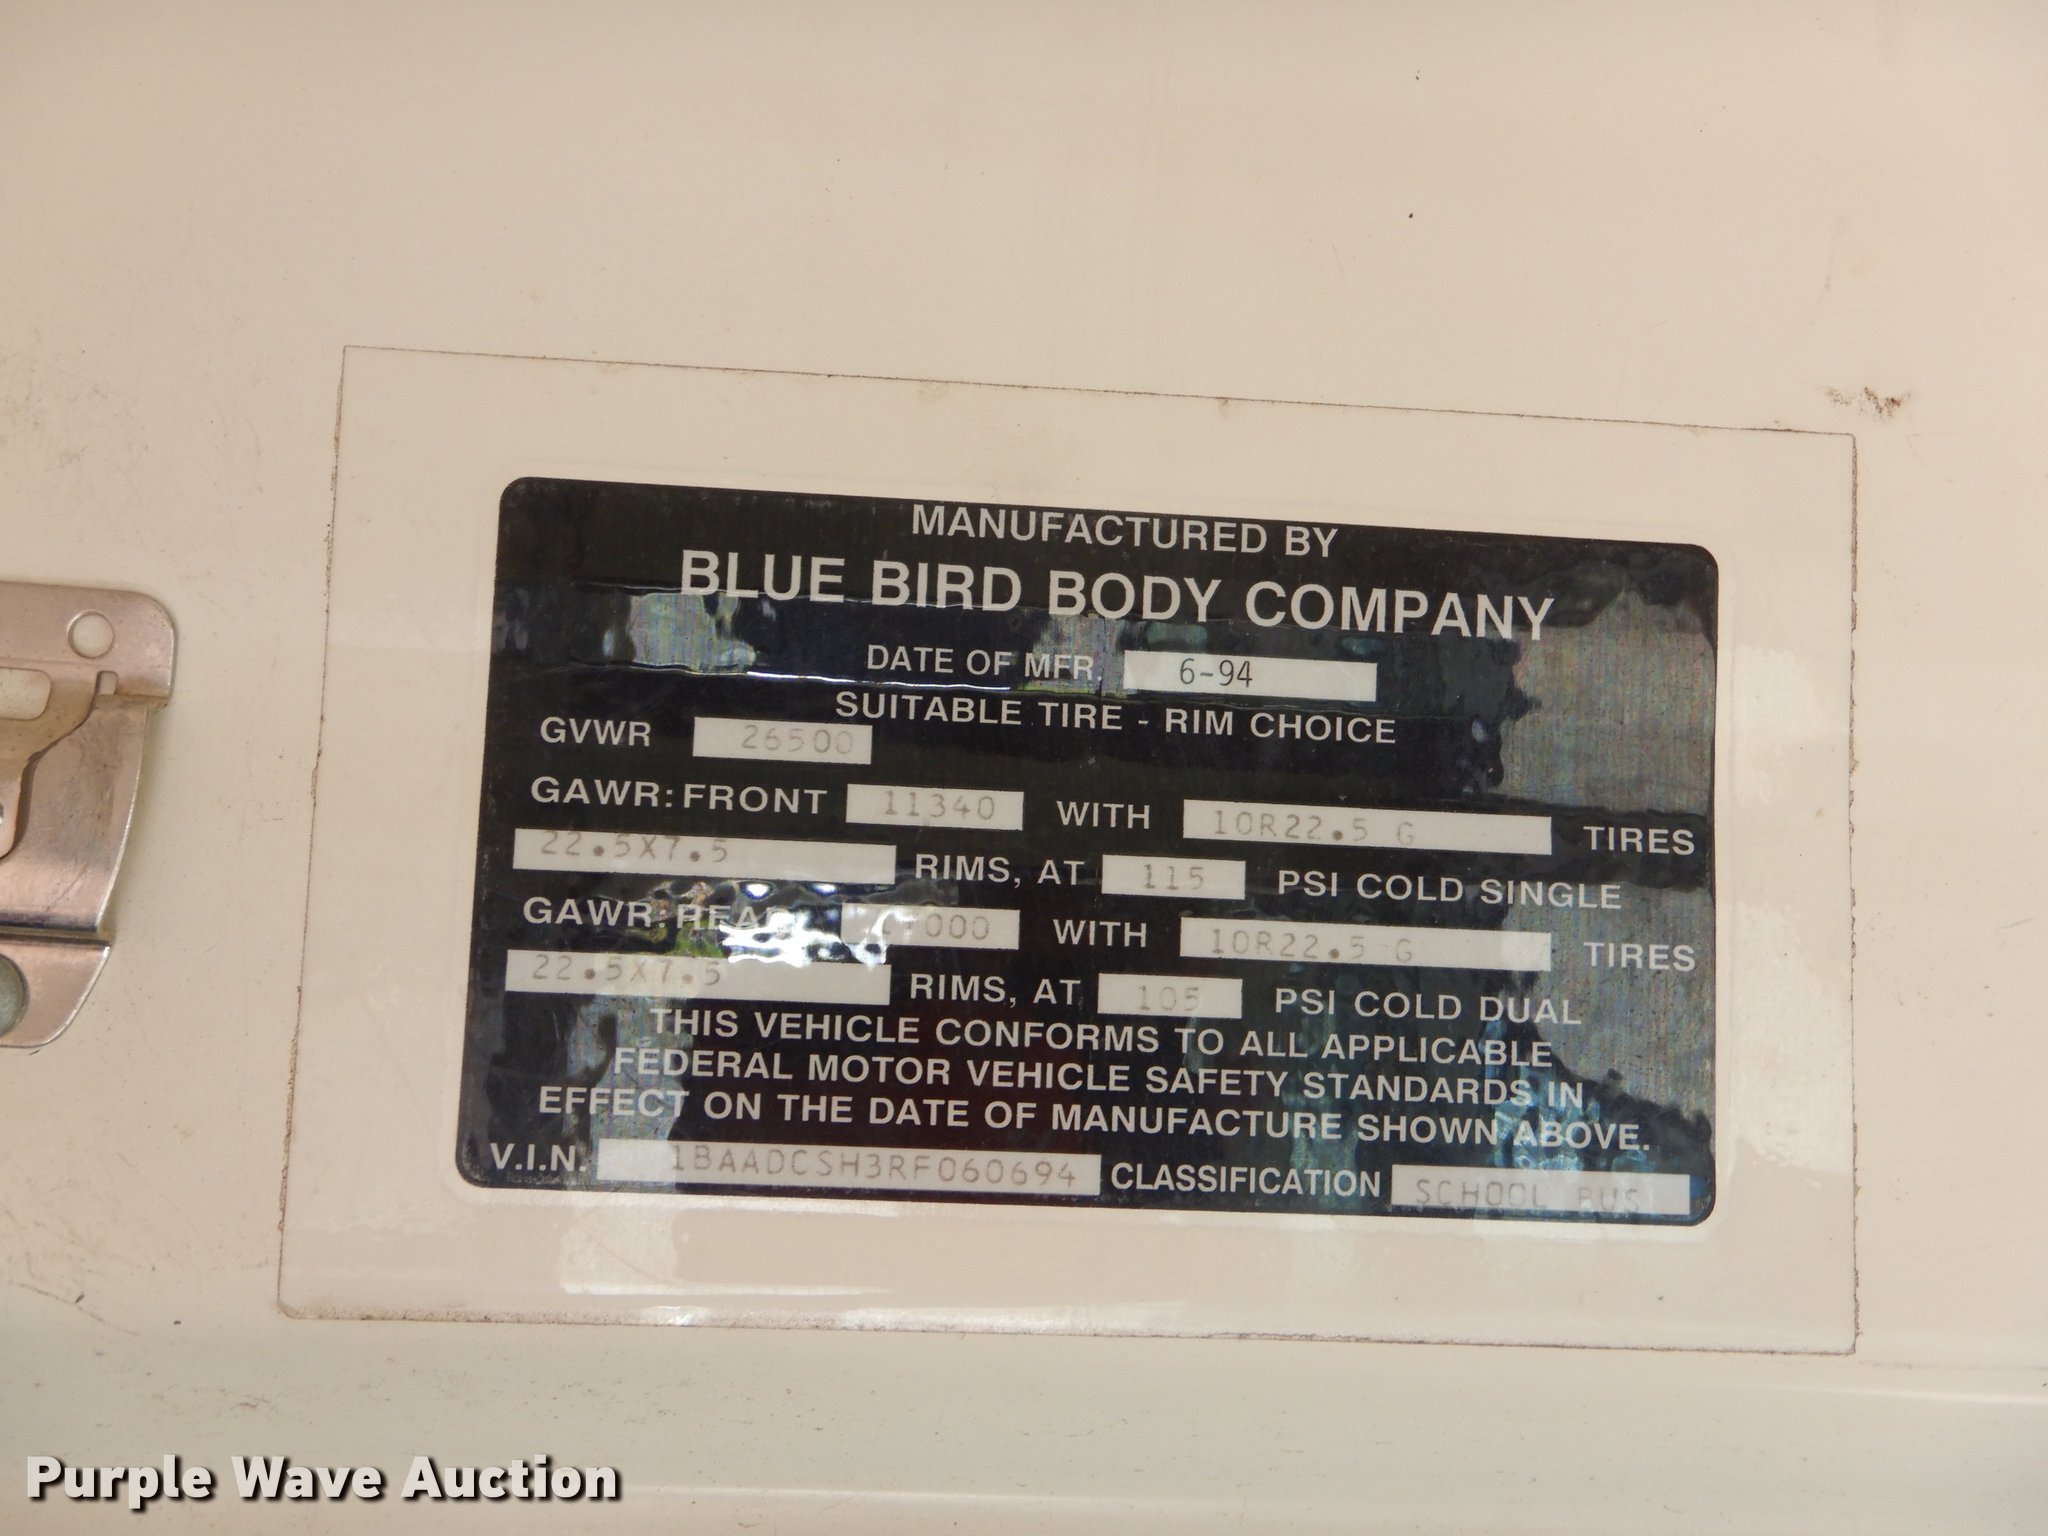 MANUFACTURED BY
BLUE BIRD BODY COMPANY
DATE OF MFR. 6-94
SUITABLE TIRE - RIM CHOICE
GVWR 26500
GAWR: FRONT 11340 WITH 10R22.5 G TIRES
22.5X7.5 RIMS, AT 115 PSI COLD SINGLE
GAWR: REAR WITH 10R22.5 G TIRES
22.5X7.5 RIMS, AT 105 PSI COLD DUAL
THIS VEHICLE CONFORMS TO ALL APPLICABLE
FEDERAL MOTOR VEHICLE SAFETY STANDARDS IN
EFFECT ON THE DATE OF MANUFACTURE SHOWN ABOVE.
V.I.N. 1BAADCSH3RF060694 CLASSIFICATION SCHOOL BUS
Purple Wave Auction